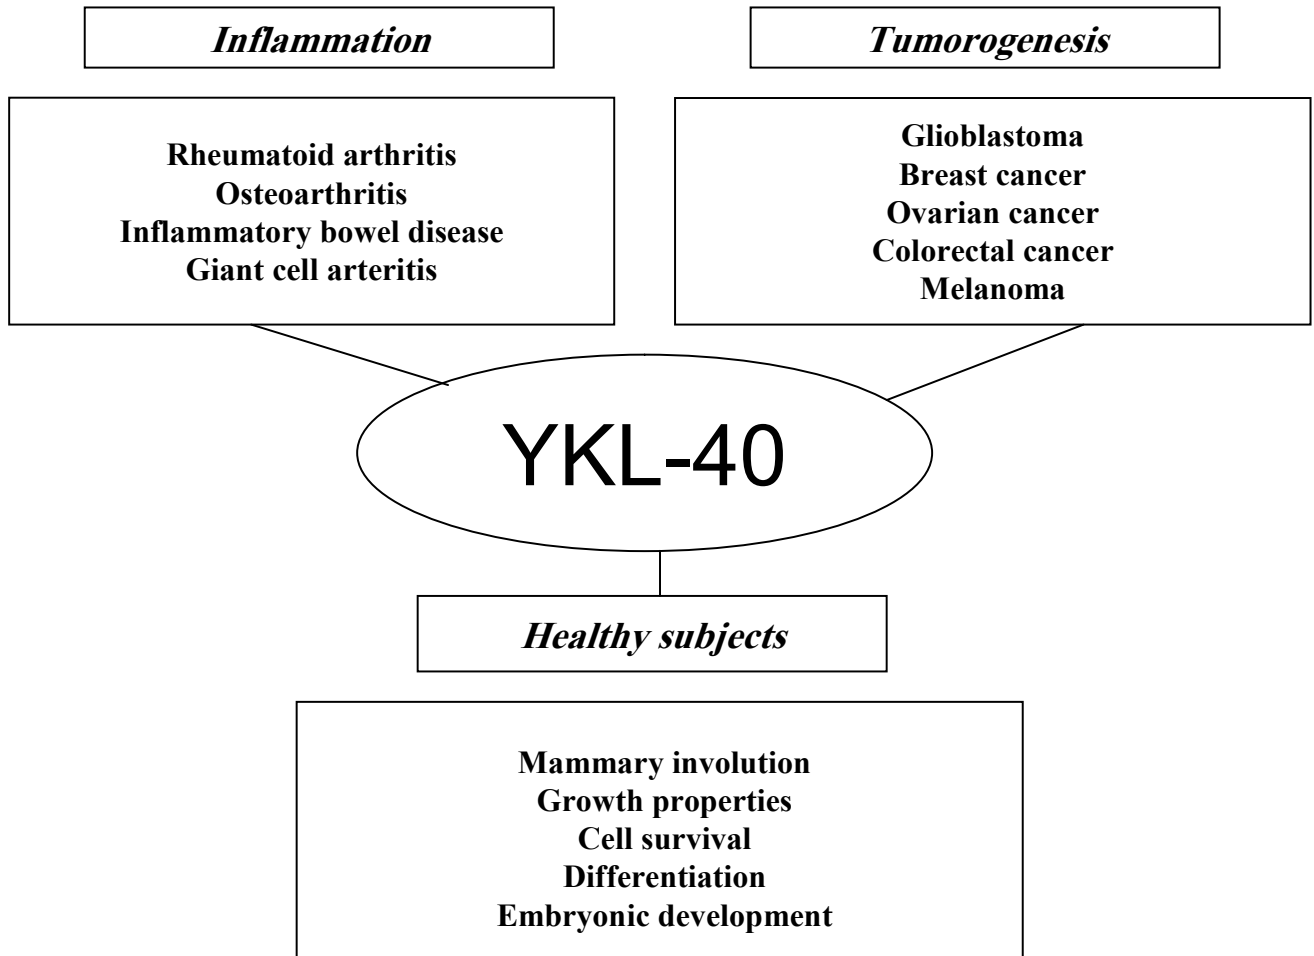 Inflammation
Rheumatoid arthritis
Osteoarthritis
Inflammatory bowel disease
Giant cell arteritis
Tumorogenesis
Glioblastoma
Breast cancer
Ovarian cancer
Colorectal cancer
Melanoma
YKL-40
Healthy subjects
Mammary involution
Growth properties
Cell survival
Differentiation
Embryonic development